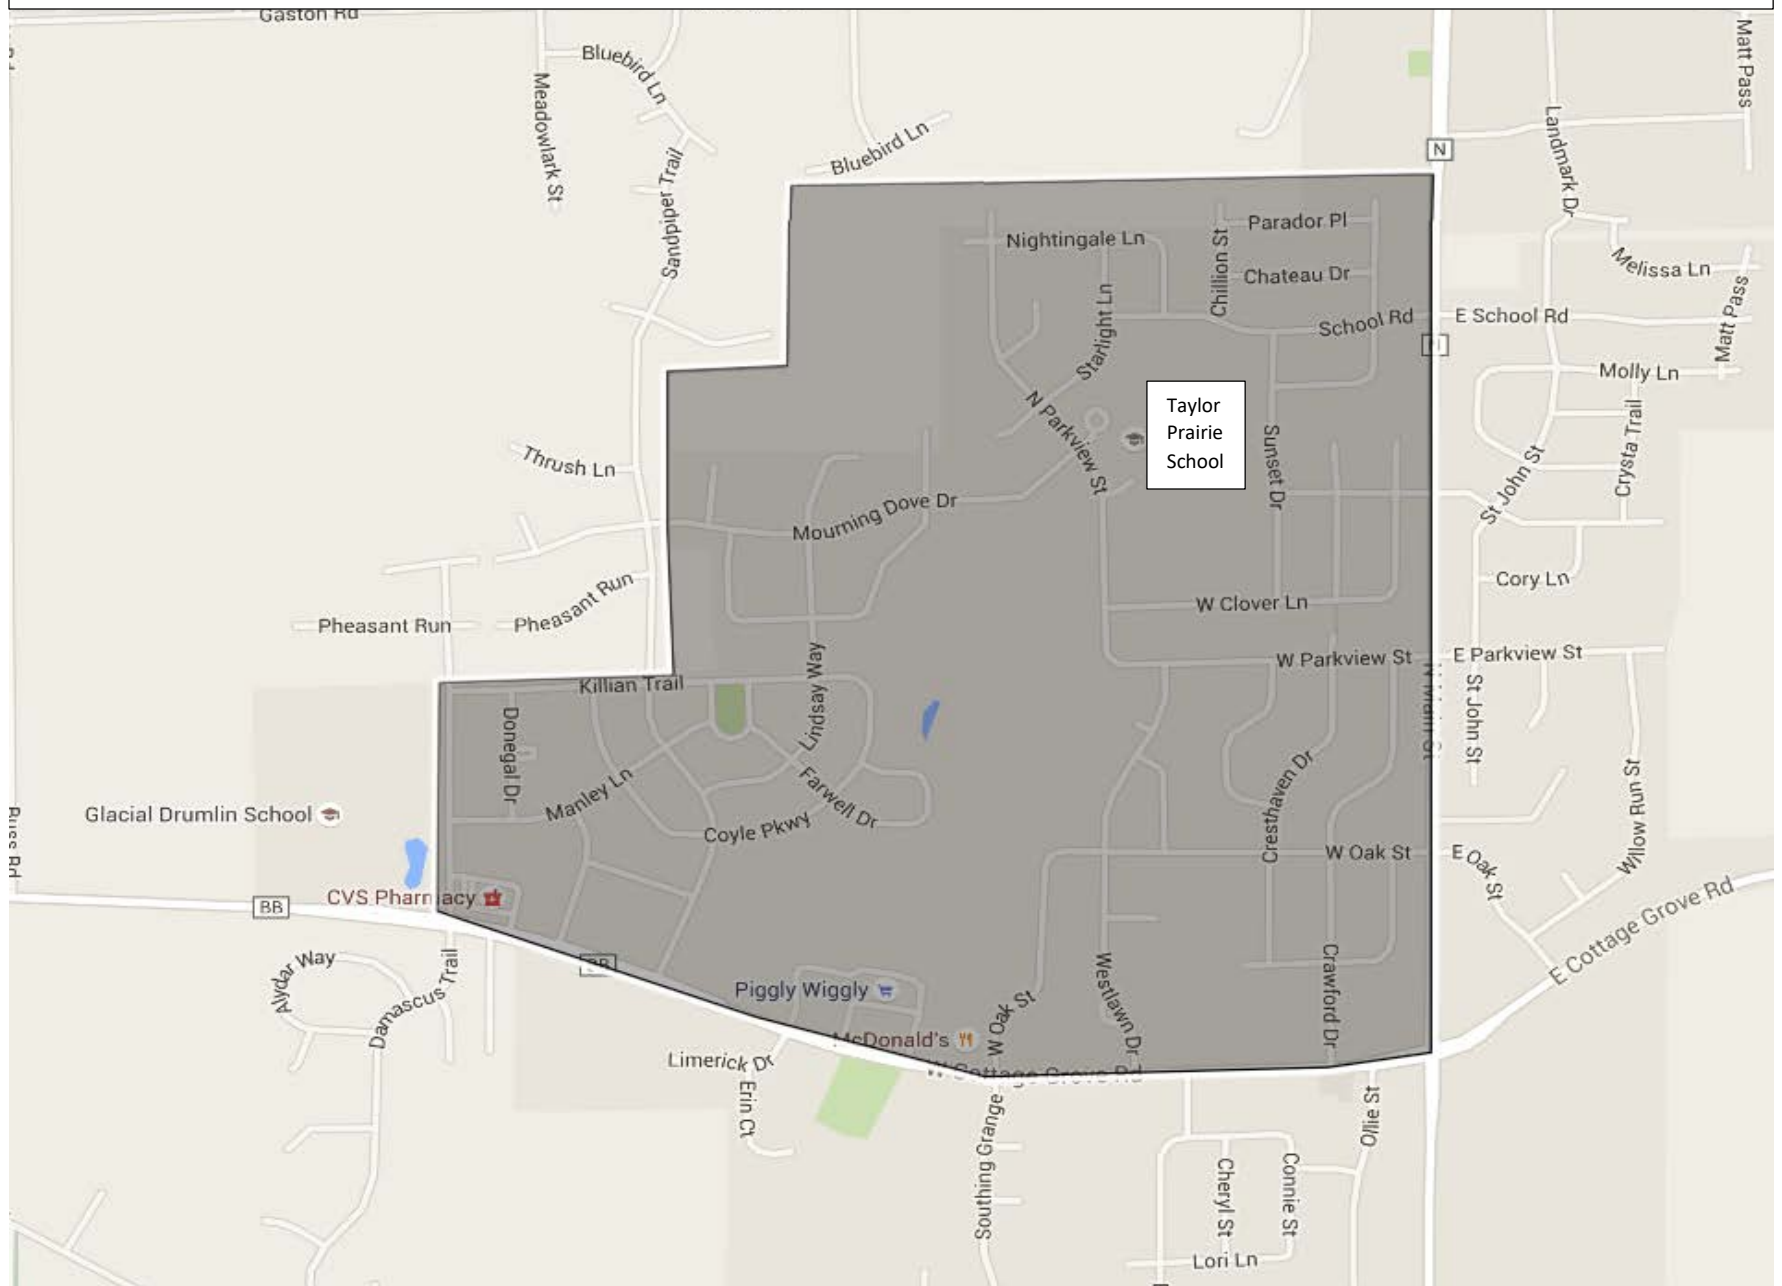 Gaston Rd
Matt Pass
Bluebird Ln
Meadowlark St
Bluebird Ln
Landmark Dr
N
Sandpiper Trail
Parador Pl
Nightingale Ln
Chillion St
Melissa Ln
Chateau Dr
Matt Pass
Starlight Ln
School Rd
E School Rd
Molly Ln
N Parkview St
Taylor
Prairie
School
Crysta Trail
Sunset Dr
Thrush Ln
St John St
Mourning Dove Dr
Pheasant Run
Cory Ln
W Clover Ln
Pheasant Run
W Parkview St
E Parkview St
Killian Trail
Lindsay Way
N Main St
St John St
Donegal Dr
Manley Ln
Farwell Dr
Cresthaven Dr
Willow Run St
Glacial Drumlin School
Coyle Pkwy
W Oak St
E Oak St
CVS Pharmacy
BB
E Cottage Grove Rd
Alydar Way
Damascus Trail
BB
Piggly Wiggly
W Oak St
Westlawn Dr
Crawford Dr
McDonald's
Limerick Dr
W Cottage Grove Rd
Erin Ct
Southing Grange
Ollie St
Cheryl St
Connie St
Lori Ln